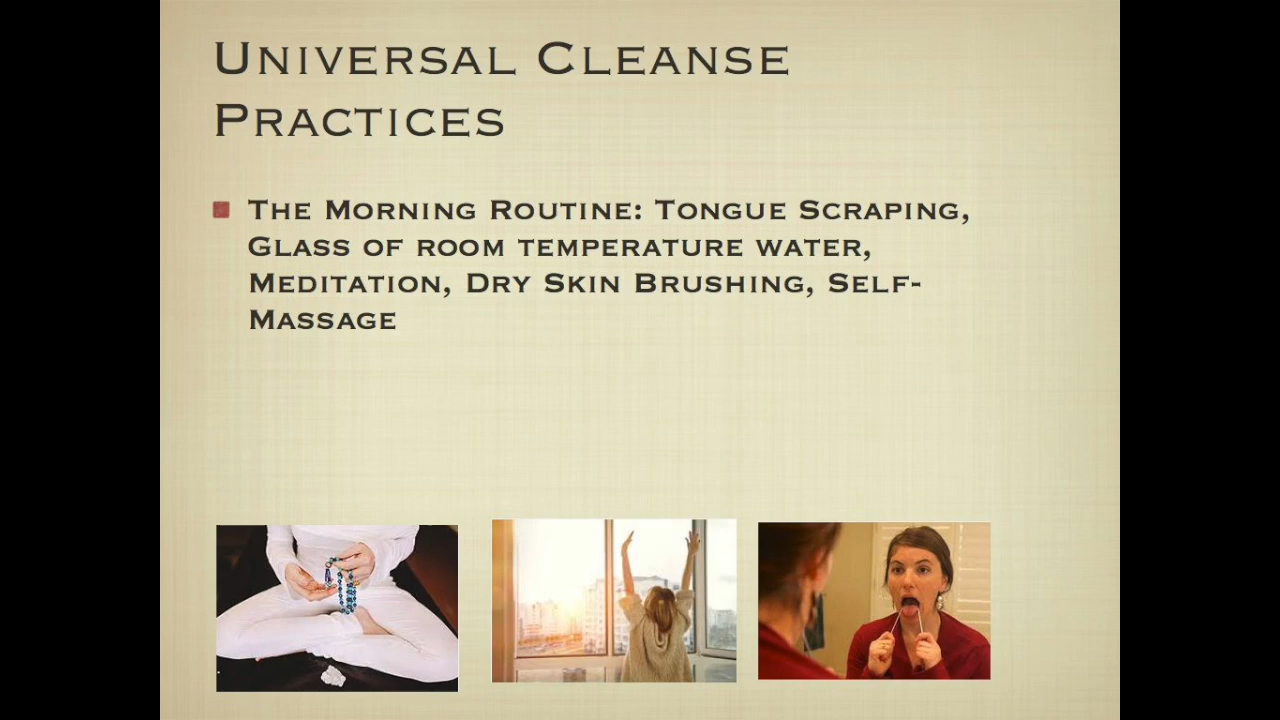 Universal Cleanse
Practices
The Morning Routine: Tongue Scraping,
Glass of room temperature water,
Meditation, Dry Skin Brushing, Self-
Massage